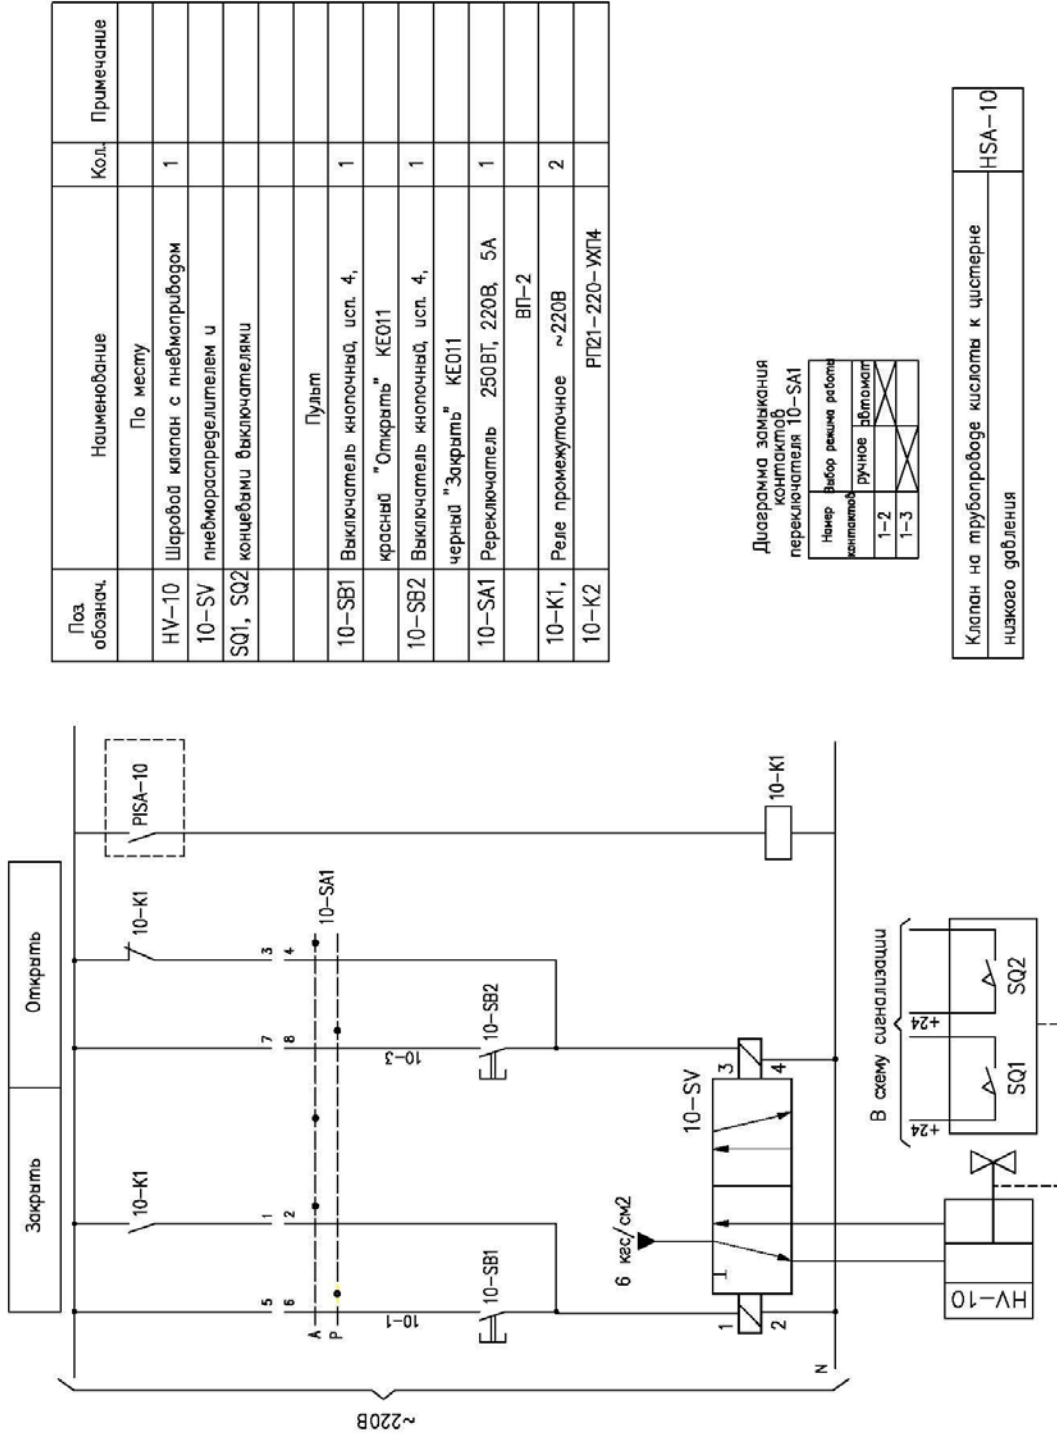 Закрыть
Открыть
~220В
10-K1
10-K1
PISA-10
5
6
1
2
7
8
3
4
A
P
10-SA1
10-1
10-SB1
10-3
10-SB2
6 кгс/см2
10-SV
1
2
3
4
10-K1
N
HV-10
В схему сигнализации
+24
+24
SQ1
SQ2
Поз. обознач.
Наименование
Кол.
Примечание
По месту
HV-10 Шаровой клапан с пневмоприводом 1
10-SV пневмораспределителем и
SQ1, SQ2 концевыми выключателями
Пульт
10-SB1 Выключатель кнопочный, исп. 4, 1
красный "Открыть" КЕ011
10-SB2 Выключатель кнопочный, исп. 4, 1
черный "Закрыть" КЕ011
10-SA1 Ререключатель 250ВТ, 220В, 5А 1
ВП-2
10-K1, Реле промежуточное ~220В 2
10-K2 РП21-220-УХП4
Диаграмма замыкания
контактов
переключателя 10-SA1
Номер контактов
Выбор режима работы
ручное
автомат
1-2
1-3
Клапан на трубопроводе кислоты к цистерне HSA-10
низкого давления